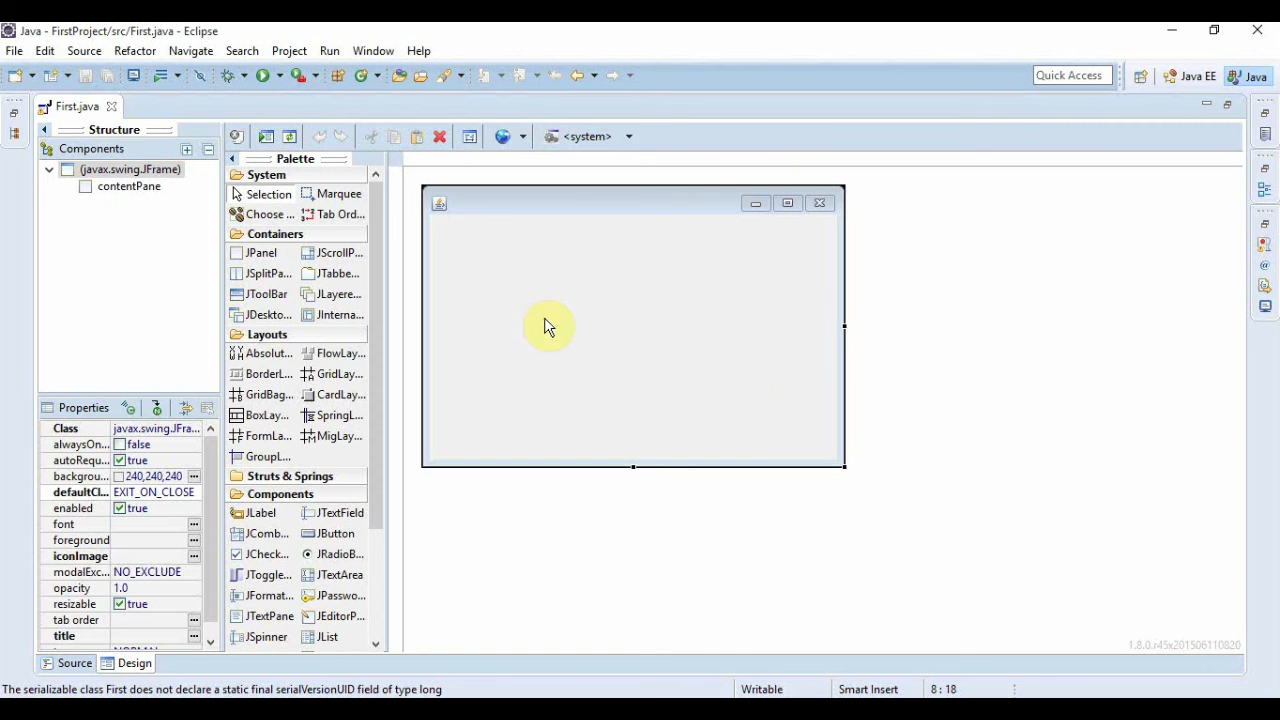 Java - FirstProject/src/First.java - Eclipse
File Edit Source Refactor Navigate Search Project Run Window Help
Quick Access
Java EE
Java
First.java
Structure
Components
(javax.swing.JFrame)
contentPane
Properties
Class javax.swing.JFra...
alwaysOn... false
autoRequ... true
backgrou... 240,240,240
defaultCl... EXIT_ON_CLOSE
enabled true
font
foreground
iconImage
modalExc... NO_EXCLUDE
opacity 1.0
resizable true
tab order
title
<system>
Palette
System
Selection Marquee
Choose ... Tab Ord...
Containers
JPanel JScrollP...
JSplitPa... JTabbe...
JToolBar JLayere...
JDeskto... JInterna...
Layouts
Absolut... FlowLay...
BorderL... GridLay...
GridBag... CardLay...
BoxLay... SpringL...
FormLa... MigLay...
GroupL...
Struts & Springs
Components
JLabel JTextField
JComb... JButton
JCheck... JRadioB...
JToggle... JTextArea
JFormat... JPasswo...
JTextPane JEditorP...
JSpinner JList
1.8.0.r45x201506110820
Source Design
The serializable class First does not declare a static final serialVersionUID field of type long
Writable
Smart Insert
8 : 18